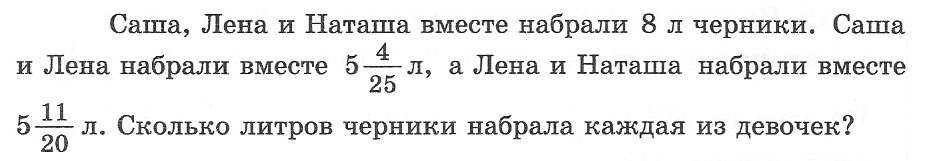 Саша, Лена и Наташа вместе набрали 8 л черники. Саша
и Лена набрали вместе 5 4/25 л, а Лена и Наташа набрали вместе
5 11/20 л. Сколько литров черники набрала каждая из девочек?